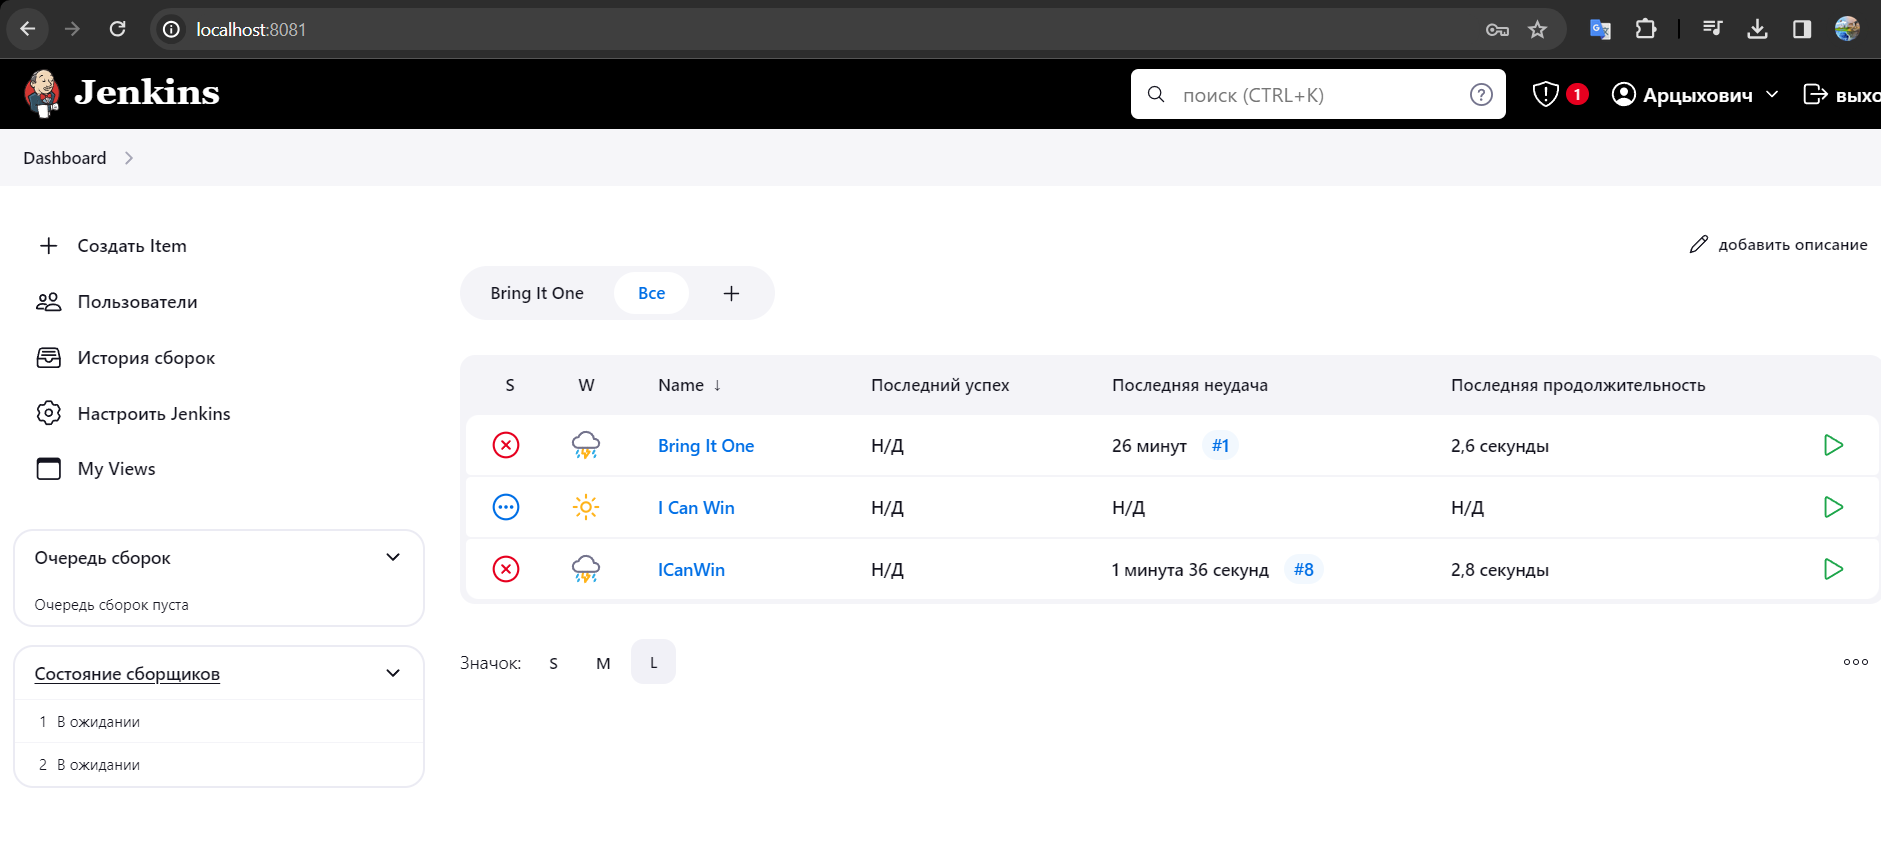 localhost:8081
Jenkins
поиск (CTRL+K)
1
Арцыхович
Dashboard
Создать Item
Пользователи
История сборок
Настроить Jenkins
My Views
Очередь сборок
Очередь сборок пуста
Состояние сборщиков
1 В ожидании
2 В ожидании
добавить описание
Bring It One Все
S W Name ↓ Последний успех Последняя неудача Последняя продолжительность
Bring It One Н/Д 26 минут #1 2,6 секунды
I Can Win Н/Д Н/Д Н/Д
ICanWin Н/Д 1 минута 36 секунд #8 2,8 секунды
Значок: S M L